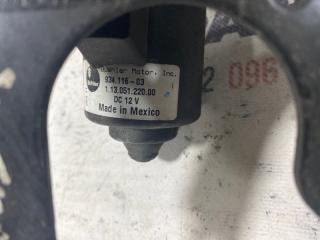 Buehler Motor, Inc.
934.116-03
1.13.051.220.00
DC 12 V
Made in Mexico
2 096